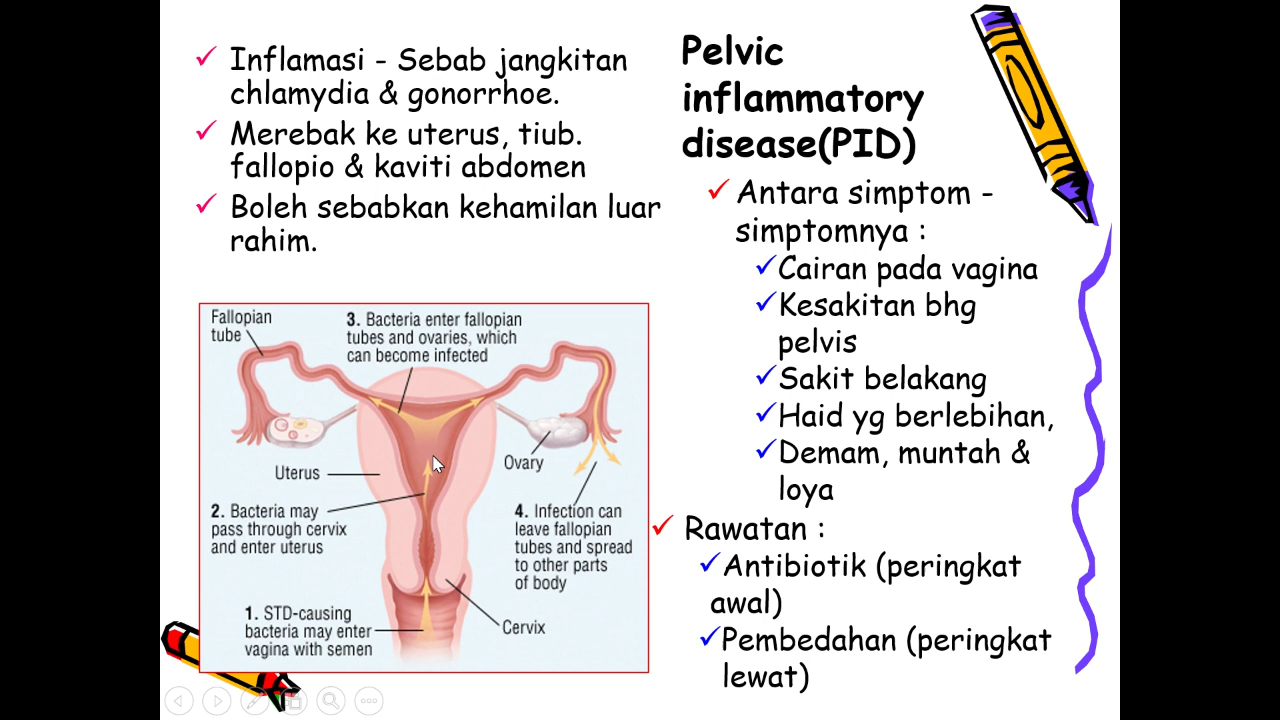 Inflamasi - Sebab jangkitan
chlamydia & gonorrhoe.
Merebak ke uterus, tiub.
fallopio & kaviti abdomen
Boleh sebabkan kehamilan luar
rahim.
Fallopian
tube
3. Bacteria enter fallopian
tubes and ovaries, which
can become infected
Uterus
Ovary
2. Bacteria may
pass through cervix
and enter uterus
4. Infection can
leave fallopian
tubes and spread
to other parts
of body
1. STD-causing
bacteria may enter
vagina with semen
Cervix
Pelvic
inflammatory
disease(PID)
Antara simptom -
simptomnya :
Cairan pada vagina
Kesakitan bhg
pelvis
Sakit belakang
Haid yg berlebihan,
Demam, muntah &
loya
Rawatan :
Antibiotik (peringkat
awal)
Pembedahan (peringkat
lewat)